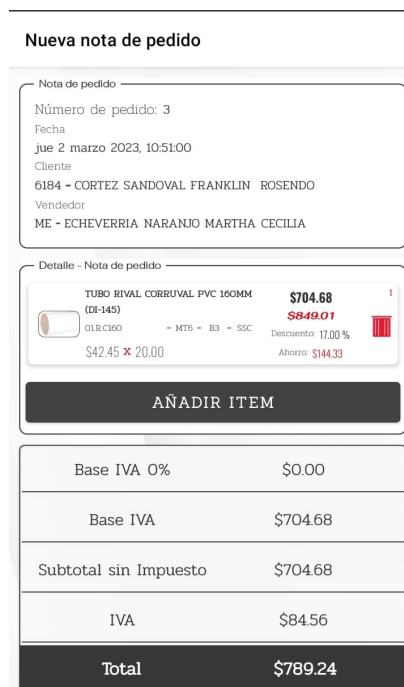 Nueva nota de pedido
Nota de pedido
Número de pedido: 3
Fecha
jue 2 marzo 2023, 10:51:00
Cliente
6184 - CORTEZ SANDOVAL FRANKLIN ROSENDO
Vendedor
ME - ECHEVERRIA NARANJO MARTHA CECILIA
Detalle - Nota de pedido
TUBO RIVAL CORRUVAL PVC 160MM (DI-145)
01.R.C160 - MT6 - B3 - SSC
$42.45 X 20.00
$704.68
$849.01
Descuento: 17.00 %
Ahorro: $144.33
1
AÑADIR ITEM
Base IVA 0% $0.00
Base IVA $704.68
Subtotal sin Impuesto $704.68
IVA $84.56
Total $789.24